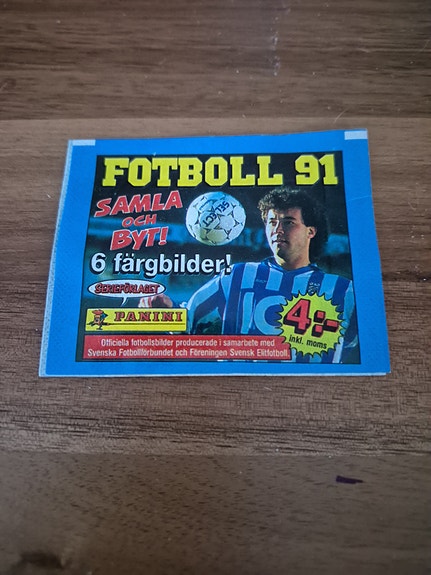 FOTBOLL 91
SAMLA
OCH
BYT!
6 färgbilder!
SERIEFÖRLAGET
PANINI
4:-
inkl. moms
Officiella fotbollsbilder producerade i samarbete med
Svenska Fotbollförbundet och Föreningen Svensk Elitfotboll.